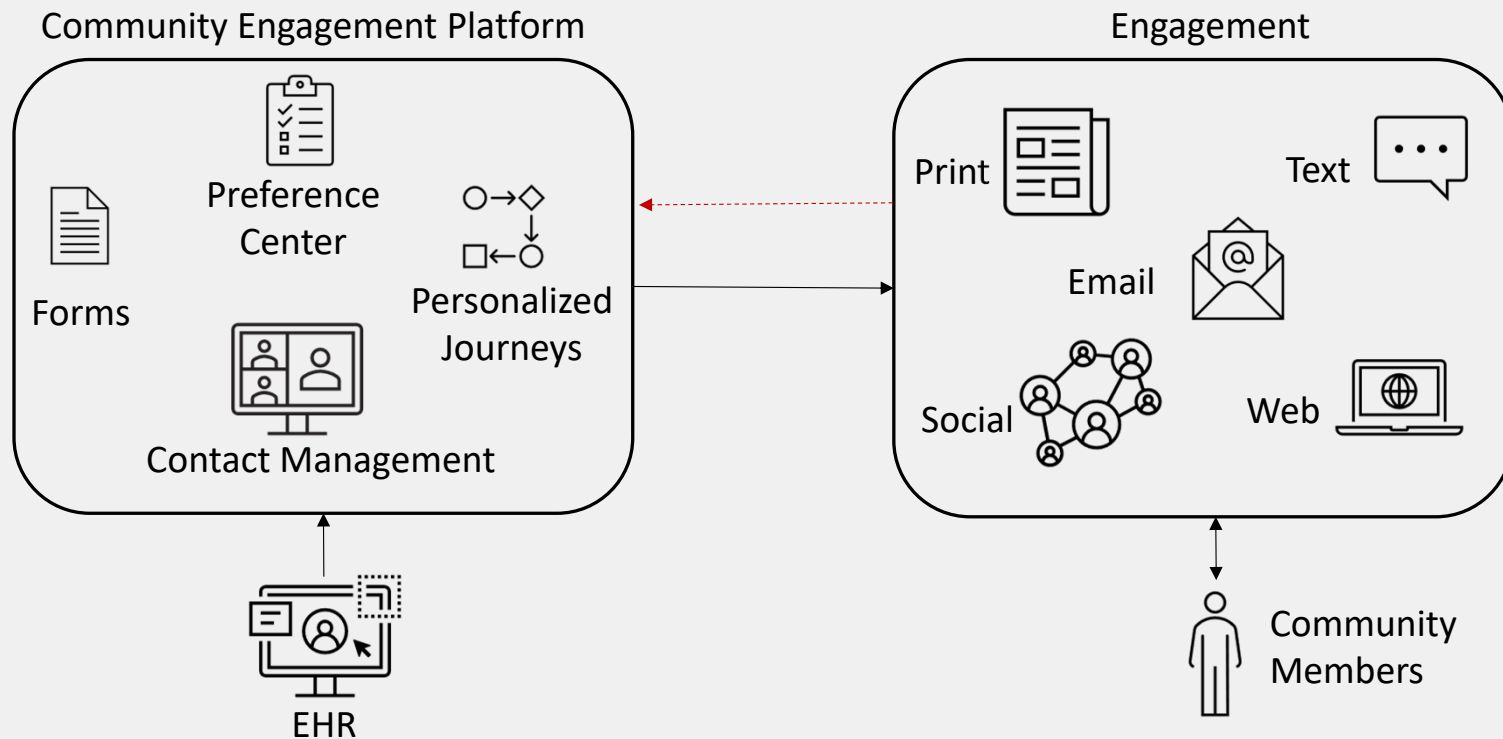 Community Engagement Platform
Preference
Center
Forms
Personalized
Journeys
Contact Management
EHR
Engagement
Print
Text
Email
@
Social
Web
Community
Members